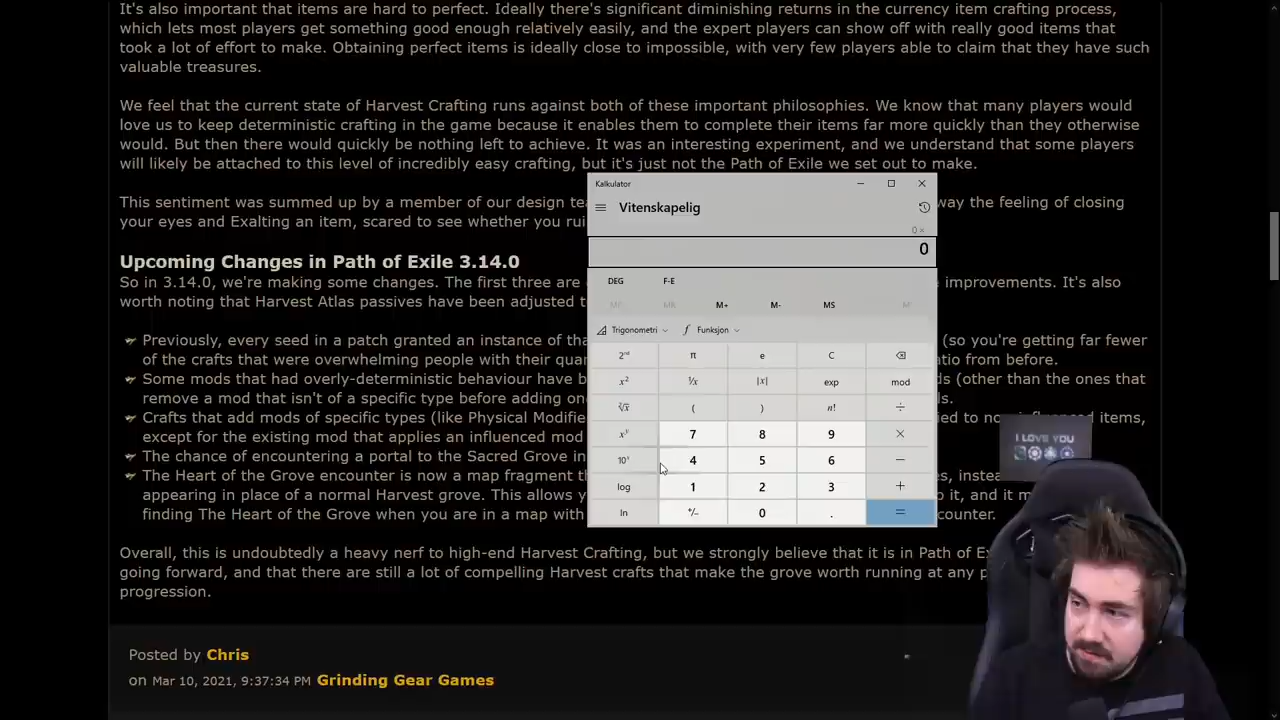 It's also important that items are hard to perfect. Ideally there's significant diminishing returns in the currency item crafting process,
which lets most players get something good enough relatively easily, and the expert players can show off with really good items that
took a lot of effort to make. Obtaining perfect items is ideally close to impossible, with very few players able to claim that they have such
valuable treasures.
We feel that the current state of Harvest Crafting runs against both of these important philosophies. We know that many players would
love us to keep deterministic crafting in the game because it enables them to complete their items far more quickly than they otherwise
would. But then there would quickly be nothing left to achieve. It was an interesting experiment, and we understand that some players
will likely be attached to this level of incredibly easy crafting, but it's just not the Path of Exile we set out to make.
This sentiment was summed up by a member of our design way the feeling of closing
your eyes and Exalting an item, scared to see whether you
Upcoming Changes in Path of Exile 3.14.0
So in 3.14.0, we're making some changes. The first three are improvements. It's also
worth noting that Harvest Atlas passives have been adjusted
Previously, every seed in a patch granted an instance of (so you're getting far fewer
of the crafts that were overwhelming people with their from before.
Some mods that had overly-deterministic behaviour have (other than the ones that
remove a mod that isn't of a specific type before adding
Crafts that add mods of specific types (like Physical items,
except for the existing mod that applies an influenced mod
The chance of encountering a portal to the Sacred Grove
The Heart of the Grove encounter is now a map fragment
appearing in place of a normal Harvest grove. This allows it, and it
finding The Heart of the Grove when you are in a map with
Overall, this is undoubtedly a heavy nerf to high-end Harvest Crafting, but we strongly believe that it is in Path of
going forward, and that there are still a lot of compelling Harvest crafts that make the grove worth running at any
progression.
Posted by Chris
on Mar 10, 2021, 9:37:34 PM Grinding Gear Games
Kalkulator
Vitenskapelig
0 ×
0
DEG F-E
MC MR M+ M- MS M
Trigonometri Funksjon
2ⁿᵈ π e C
x² ¹/x |x| exp mod
²√x ( ) n! ÷
xʸ 7 8 9 ×
10ˣ 4 5 6 −
log 1 2 3 +
ln +/− 0 . =
I LOVE YOU